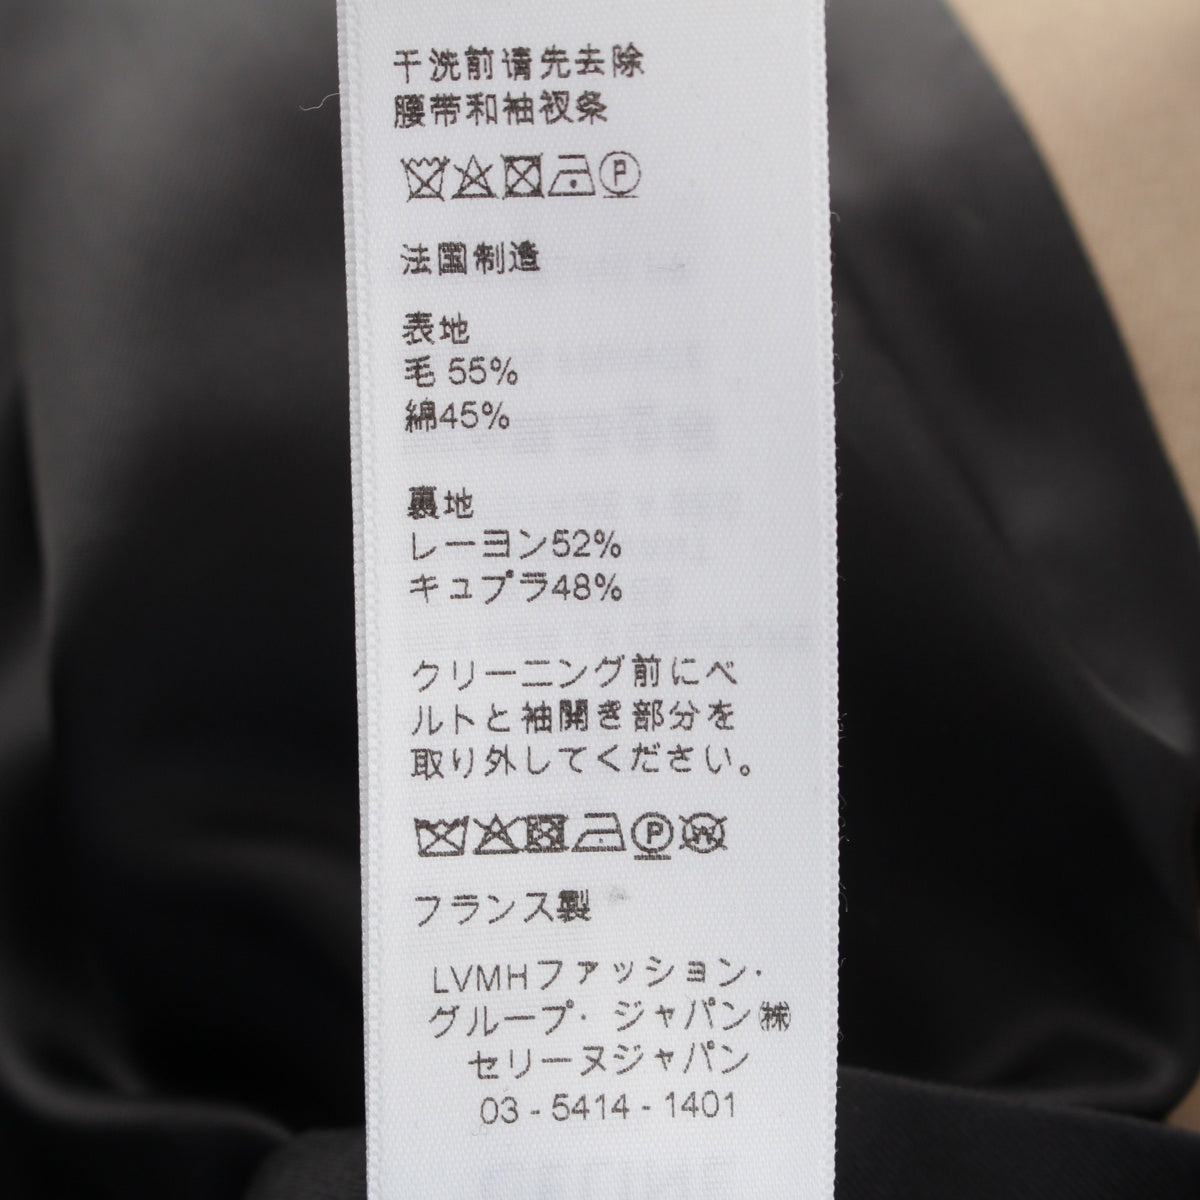 干洗前请先去除
腰带和袖衩条
法国制造
表地
毛 55%
綿45%
裏地
レーヨン52%
キュプラ48%
クリーニング前にベ
ルトと袖開き部分を
取り外してください。
P
フランス製
LVMHファッション・
グループ・ジャパン㈱
セリーヌジャパン
03 - 5414 - 1401